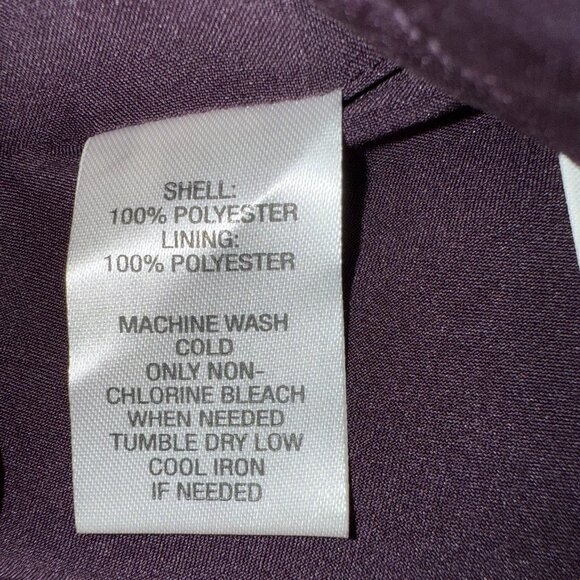 SHELL:
100% POLYESTER
LINING:
100% POLYESTER
MACHINE WASH
COLD
ONLY NON-
CHLORINE BLEACH
WHEN NEEDED
TUMBLE DRY LOW
COOL IRON
IF NEEDED